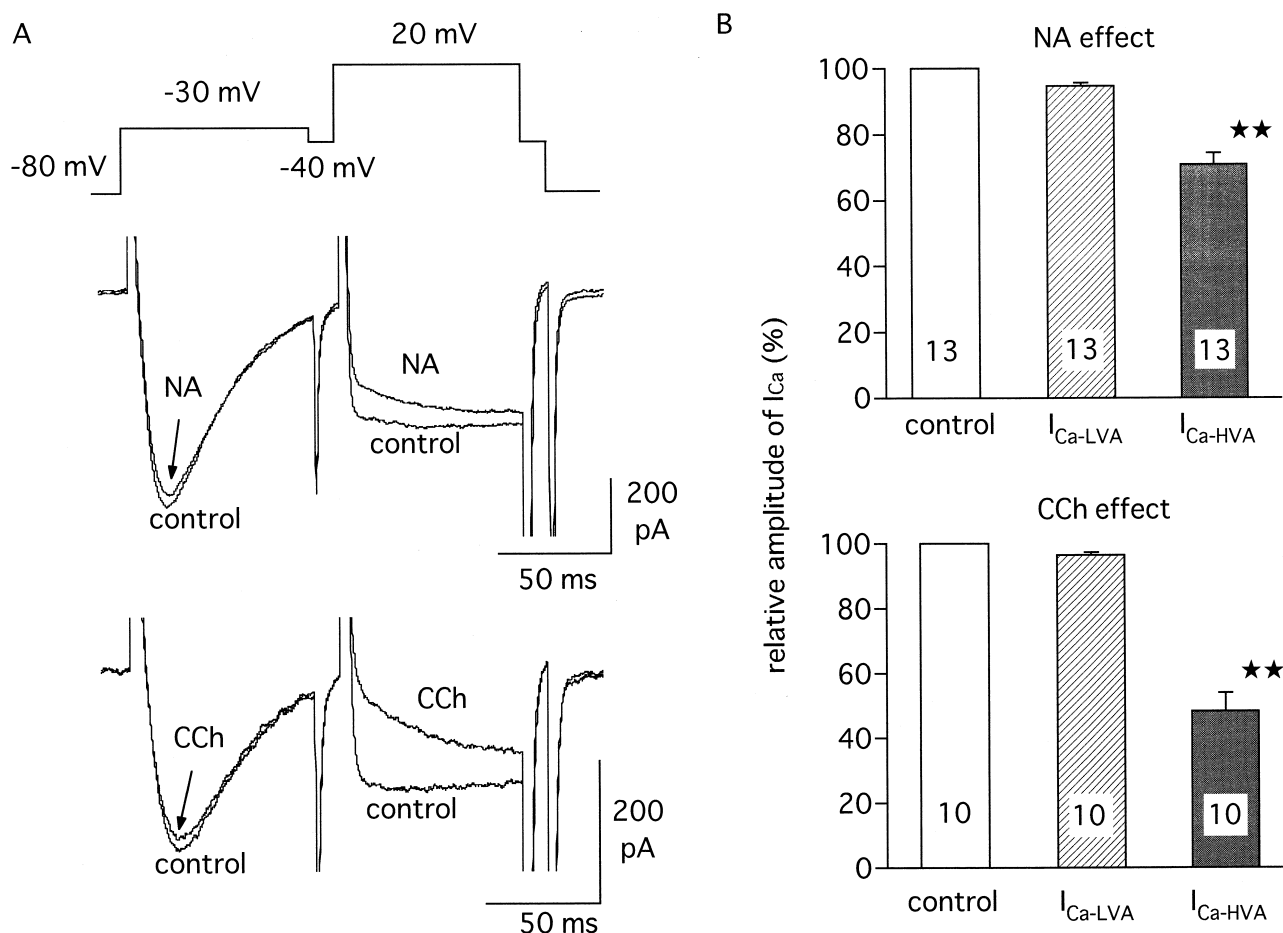 A
20 mV
-30 mV
-80 mV
-40 mV
NA
control
NA
control
200
pA
50 ms
CCh
control
CCh
control
200
pA
50 ms
B
relative amplitude of ICa (%)
NA effect
100
80
60
40
20
0
★★
13
13
13
control
ICa-LVA
ICa-HVA
CCh effect
100
80
60
40
20
0
★★
10
10
10
control
ICa-LVA
ICa-HVA